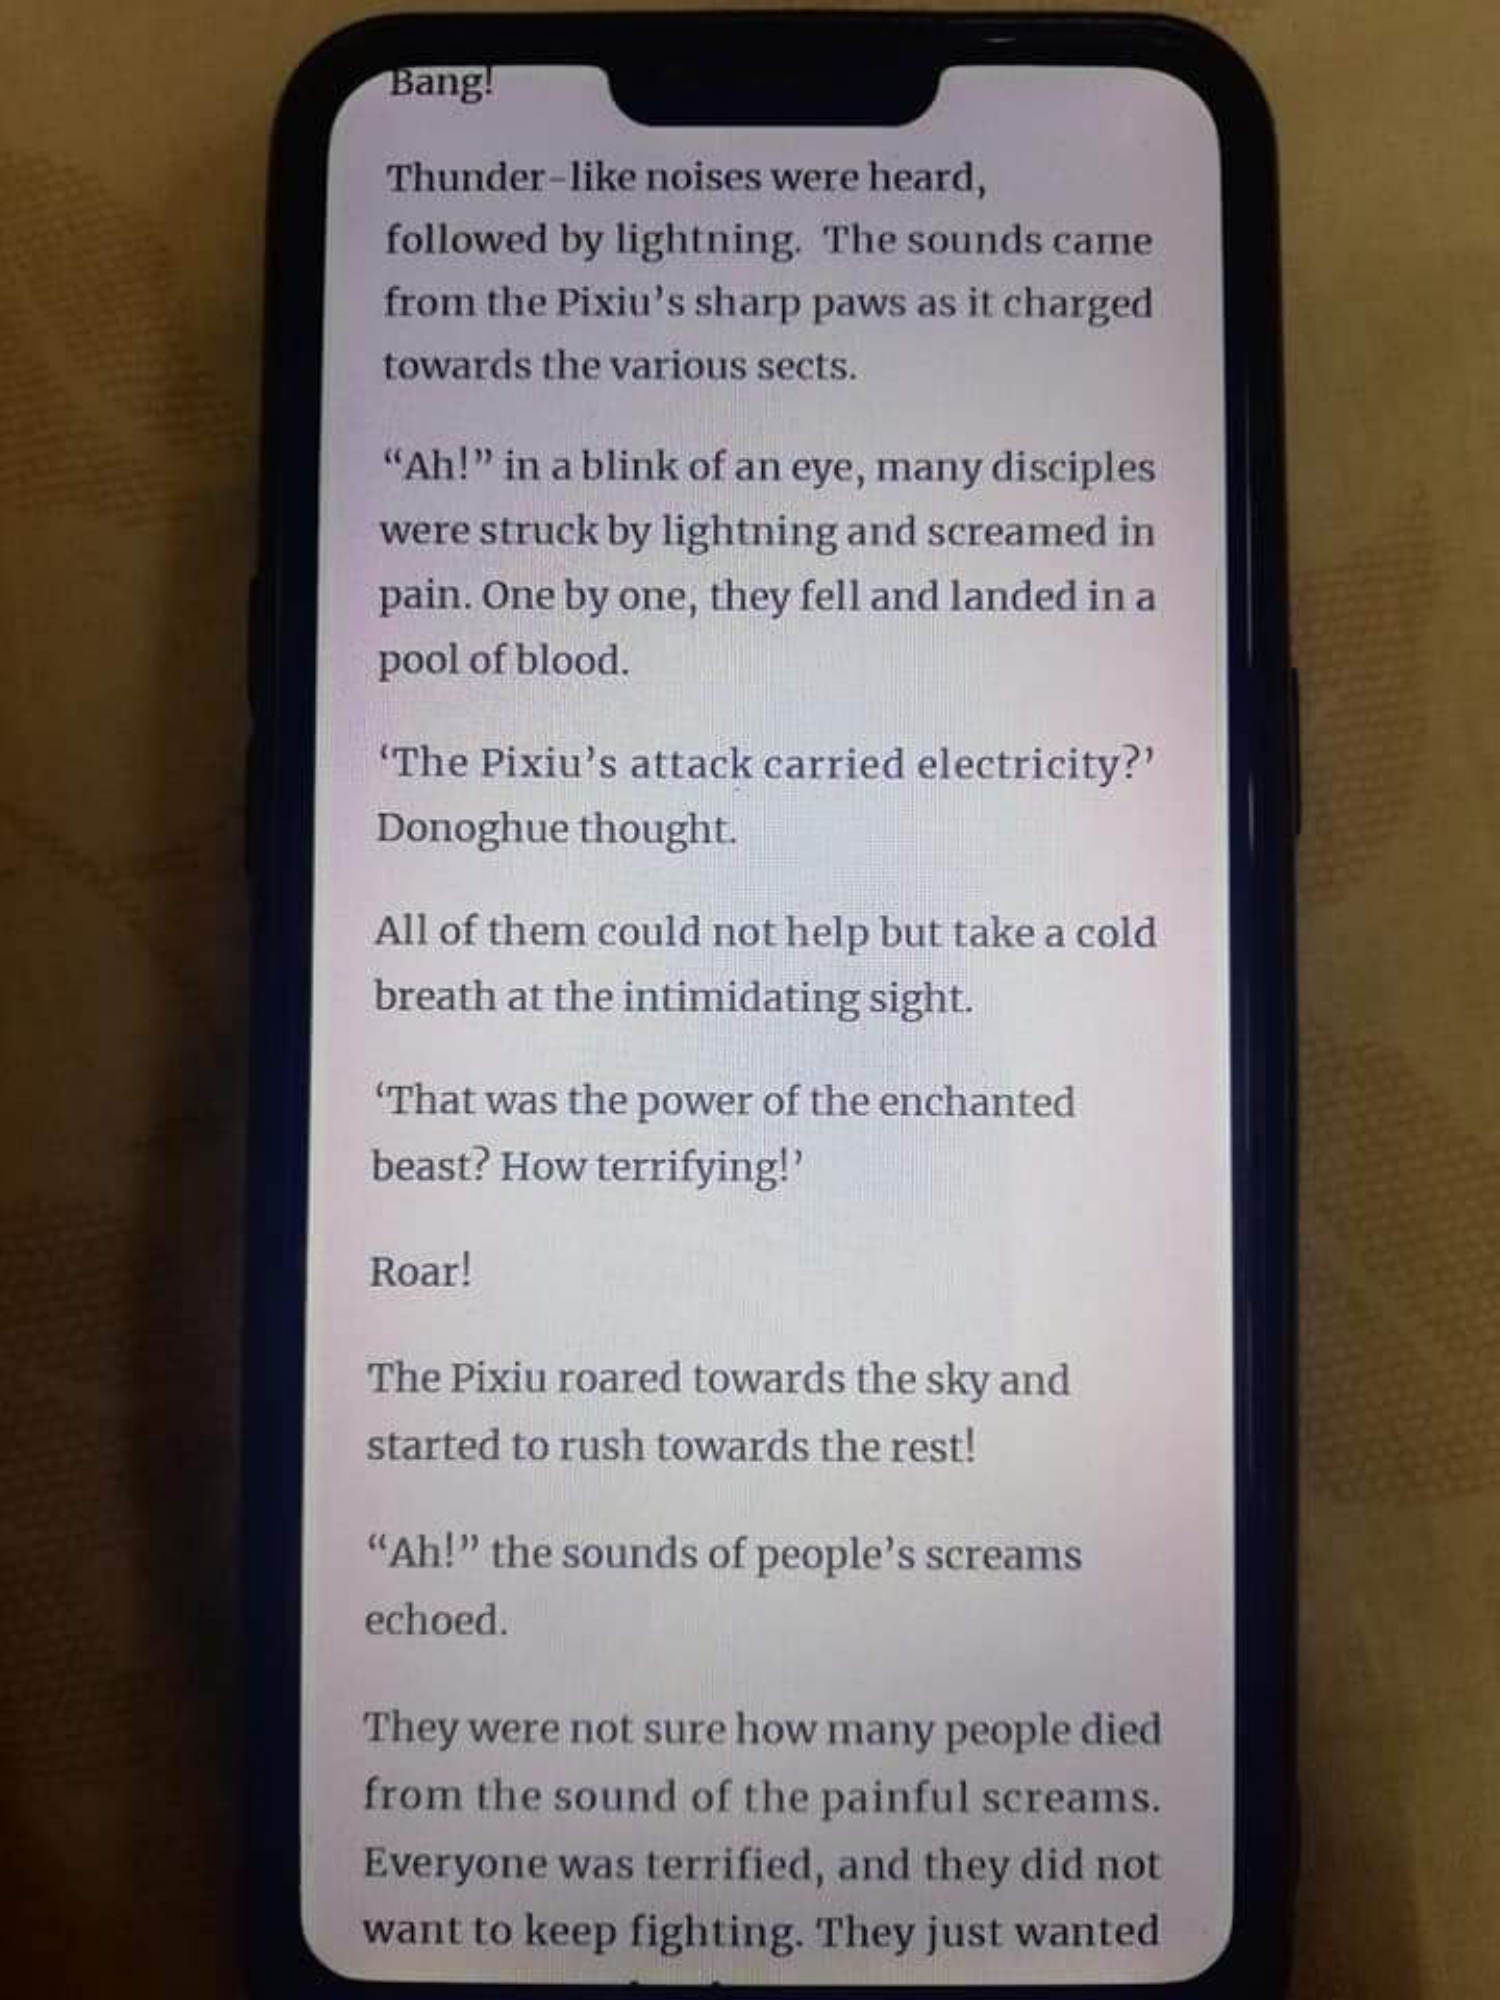 Bang!
Thunder-like noises were heard,
followed by lightning.  The sounds came
from the Pixiu’s sharp paws as it charged
towards the various sects.
“Ah!” in a blink of an eye, many disciples
were struck by lightning and screamed in
pain. One by one, they fell and landed in a
pool of blood.
‘The Pixiu’s attack carried electricity?’
Donoghue thought.
All of them could not help but take a cold
breath at the intimidating sight.
‘That was the power of the enchanted
beast? How terrifying!’
Roar!
The Pixiu roared towards the sky and
started to rush towards the rest!
“Ah!” the sounds of people’s screams
echoed.
They were not sure how many people died
from the sound of the painful screams.
Everyone was terrified, and they did not
want to keep fighting. They just wanted